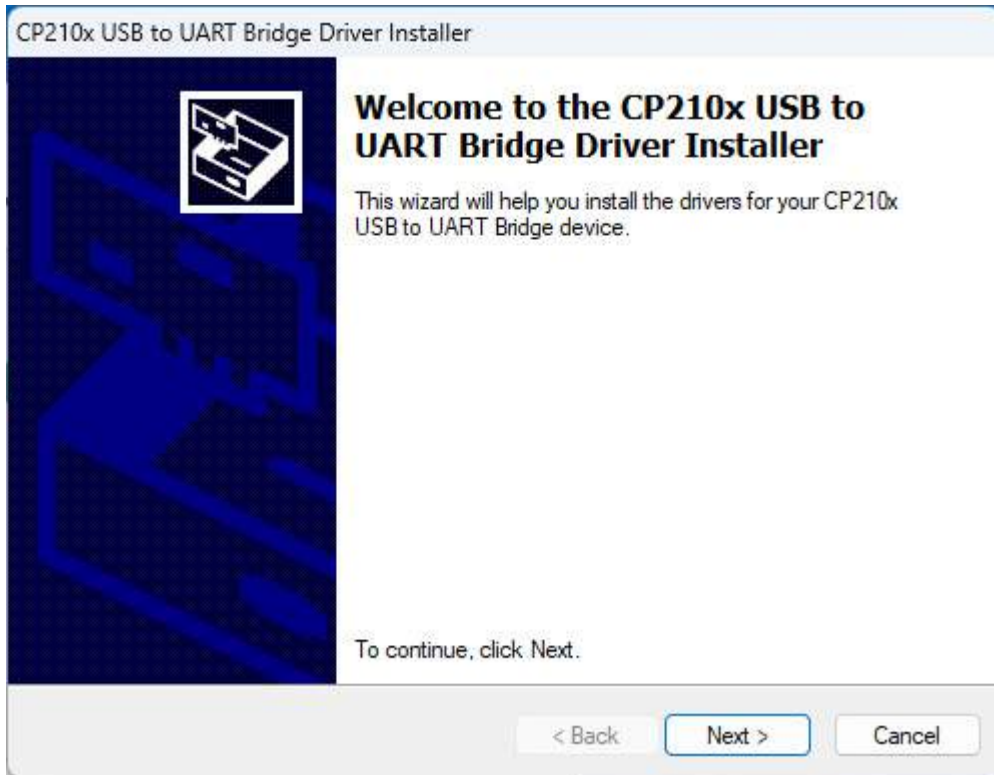 CP210x USB to UART Bridge Driver Installer
Welcome to the CP210x USB to
UART Bridge Driver Installer
This wizard will help you install the drivers for your CP210x
USB to UART Bridge device.
To continue, click Next.
< Back Next > Cancel